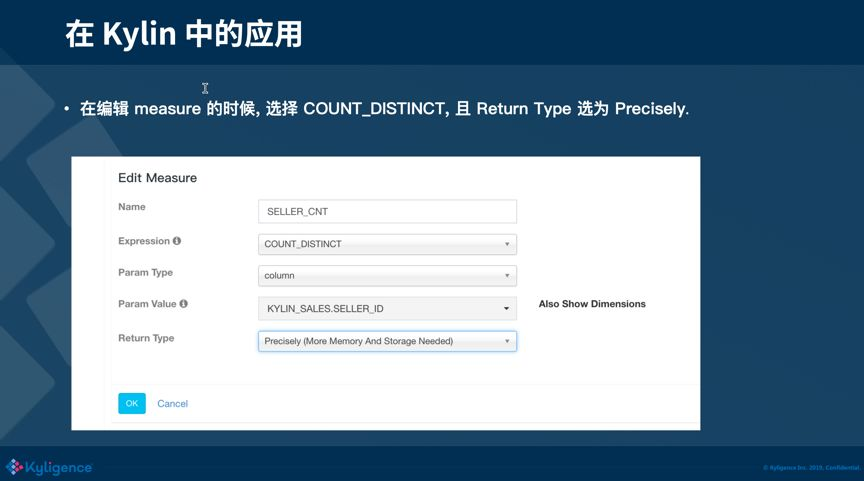 在 Kylin 中的应用
• 在编辑 measure 的时候, 选择 COUNT_DISTINCT, 且 Return Type 选为 Precisely.
Edit Measure
Name
SELLER_CNT
Expression
COUNT_DISTINCT
Param Type
column
Param Value
KYLIN_SALES.SELLER_ID
Also Show Dimensions
Return Type
Precisely (More Memory And Storage Needed)
OK
Cancel
Kyligence
© Kyligence Inc. 2019, Confidential.